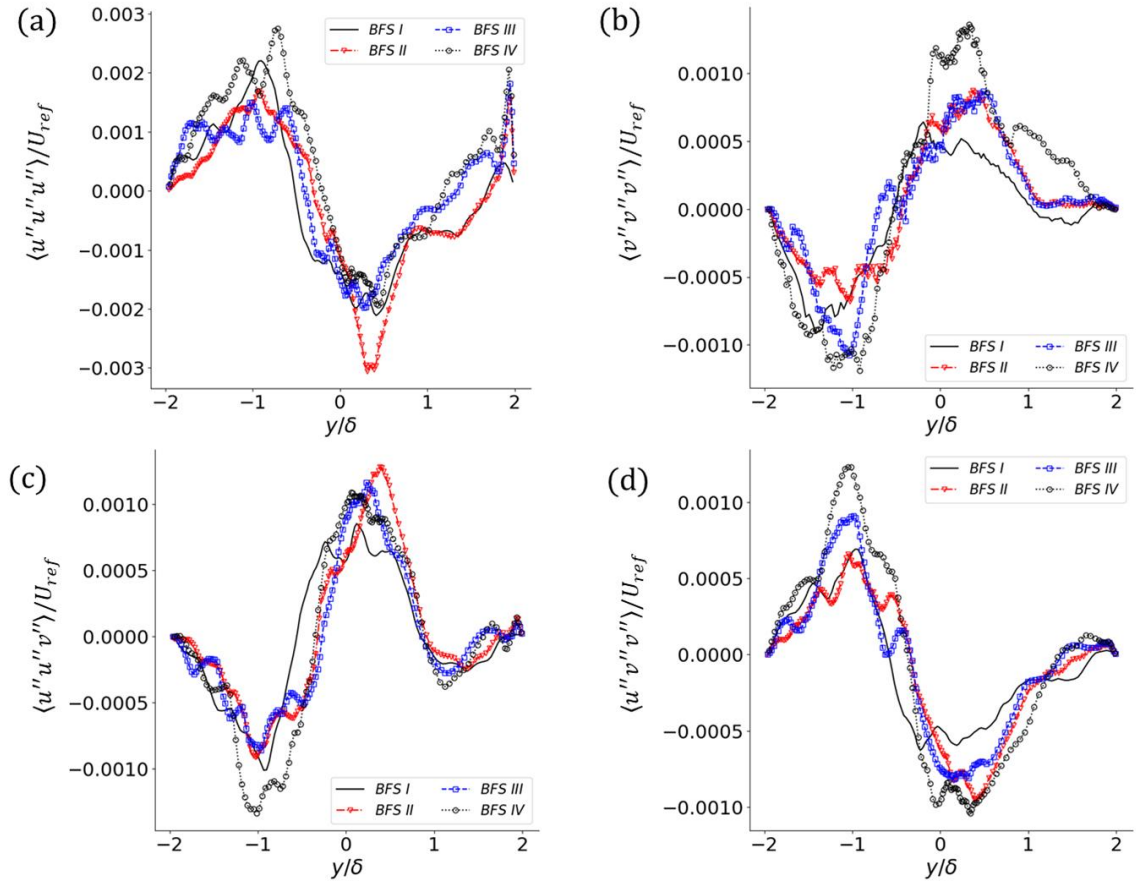 (a)
⟨u''u''u''⟩/U_ref
0.003
0.002
0.001
0.000
−0.001
−0.002
−0.003
BFS I
BFS II
BFS III
BFS IV
−2 −1 0 1 2
y/δ
(b)
⟨v''v''v''⟩/U_ref
0.0010
0.0005
0.0000
−0.0005
−0.0010
BFS I
BFS II
BFS III
BFS IV
−2 −1 0 1 2
y/δ
(c)
⟨u''u''v''⟩/U_ref
0.0010
0.0005
0.0000
−0.0005
−0.0010
BFS I
BFS II
BFS III
BFS IV
−2 −1 0 1 2
y/δ
(d)
⟨u''v''v''⟩/U_ref
0.0010
0.0005
0.0000
−0.0005
−0.0010
BFS I
BFS II
BFS III
BFS IV
−2 −1 0 1 2
y/δ